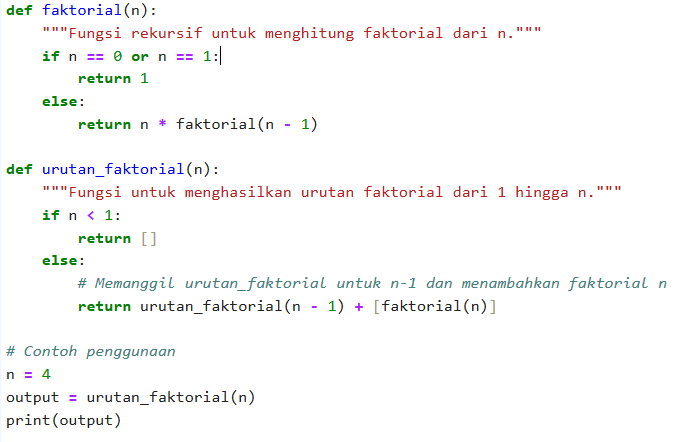 def faktorial(n):
    """Fungsi rekursif untuk menghitung faktorial dari n."""
    if n == 0 or n == 1:
        return 1
    else:
        return n * faktorial(n - 1)

def urutan_faktorial(n):
    """Fungsi untuk menghasilkan urutan faktorial dari 1 hingga n."""
    if n < 1:
        return []
    else:
        # Memanggil urutan_faktorial untuk n-1 dan menambahkan faktorial n
        return urutan_faktorial(n - 1) + [faktorial(n)]

# Contoh penggunaan
n = 4
output = urutan_faktorial(n)
print(output)